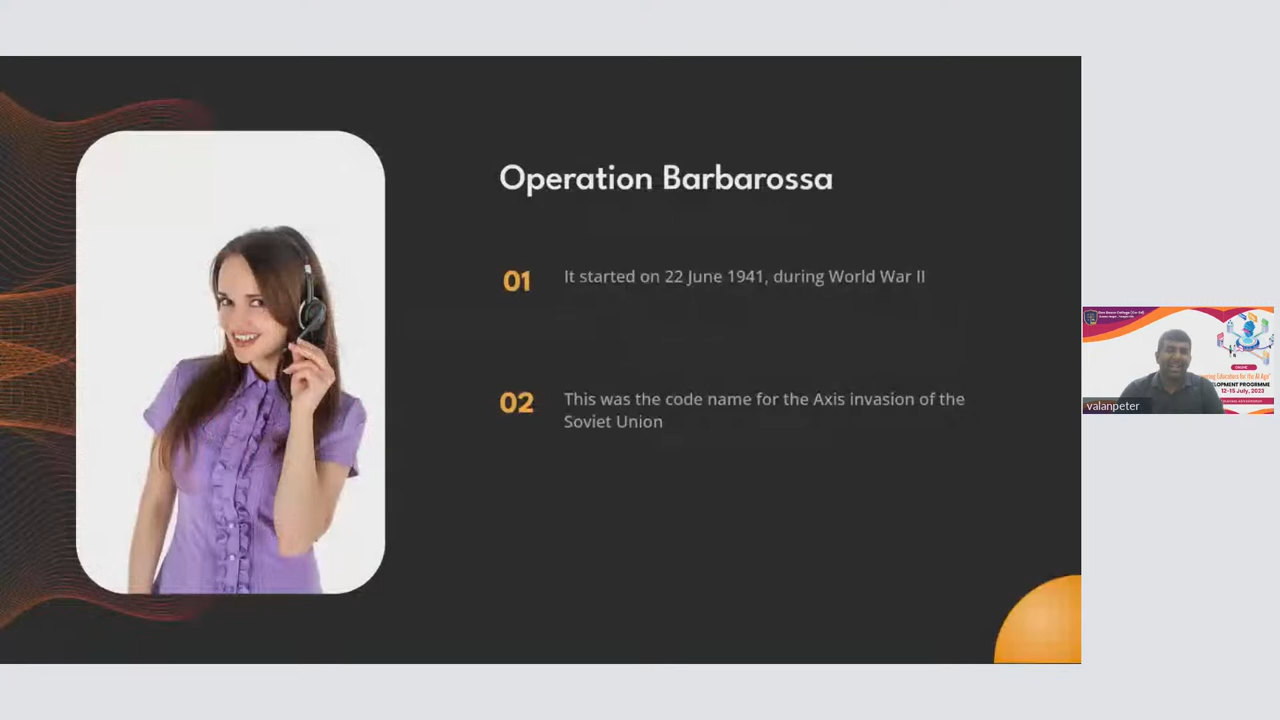 Operation Barbarossa
01
It started on 22 June 1941, during World War II
02
This was the code name for the Axis invasion of the
Soviet Union
ONLINE
12-15 July, 2023
valanpeter